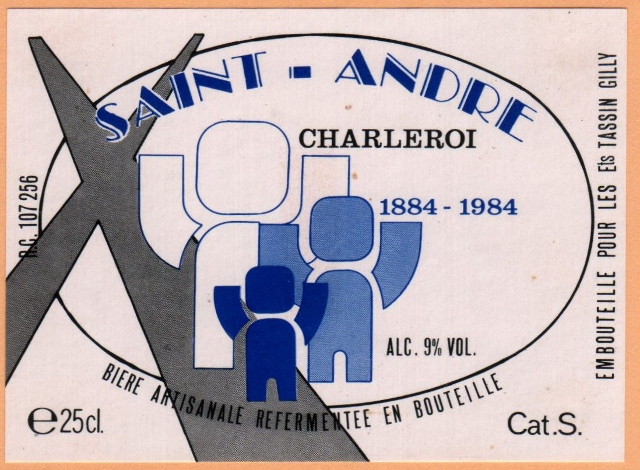 SAINT - ANDRE
CHARLEROI
1884 - 1984
ALC. 9% VOL.
BIERE ARTISANALE REFERMENTEE EN BOUTEILLE
e 25cl.
Cat.S.
R.C. 107 256
EMBOUTEILLE POUR LES Ets TASSIN GILLY